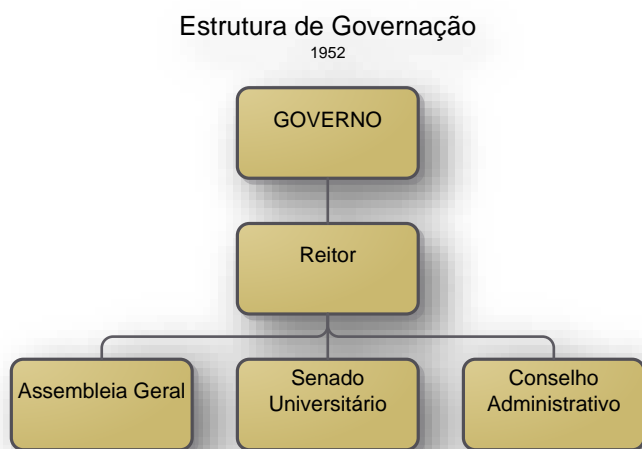 Estrutura de Governação
1952
GOVERNO
Reitor
Assembleia Geral
Senado
Universitário
Conselho
Administrativo